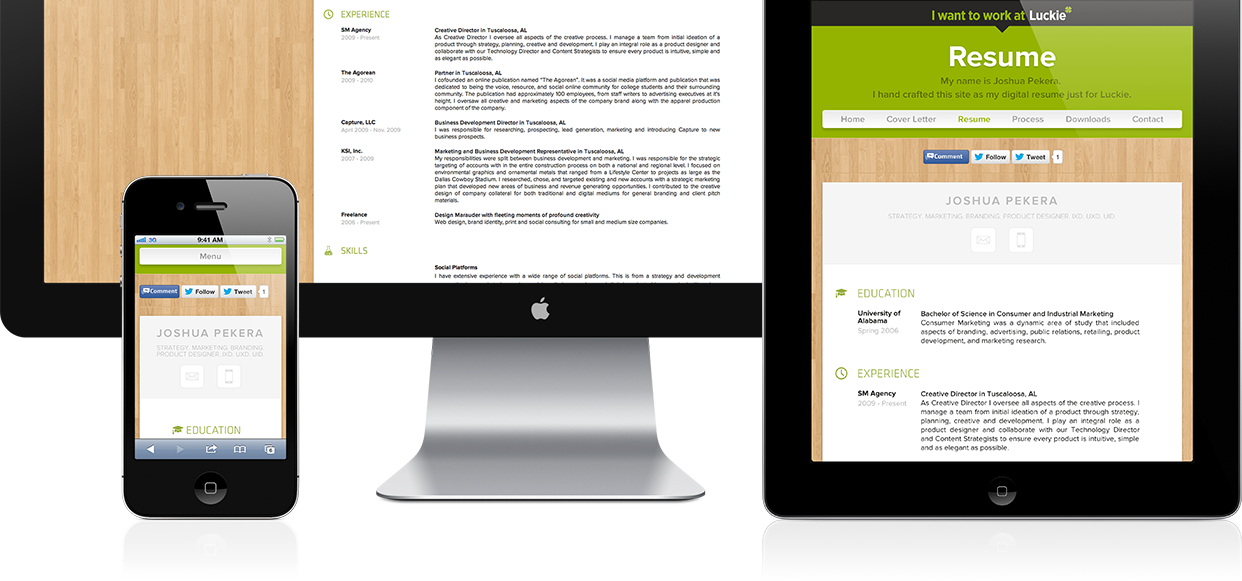 EXPERIENCE
SM Agency
2009 - Present
Creative Director in Tuscaloosa, AL
As Creative Director I oversee all aspects of the creative process. I manage a team from initial ideation of a
product through strategy, planning, creative and development. I play an integral role as a product designer and
collaborate with our Technology Director and Content Strategists to ensure every product is intuitive, simple and
as elegant as possible.
The Agorean
2009 - 2010
Partner in Tuscaloosa, AL
I cofounded an online publication named "The Agorean". It was a social media platform and publication that was
dedicated to being the voice, resource, and social online community for college students and their surrounding
community. The publication had approximately 100 employees, from staff writers to advertising executives at it's
height. I oversaw all creative and marketing aspects of the company brand along with the apparel production
component of the company.
Capture, LLC
April 2009 - Nov. 2009
Business Development Director in Tuscaloosa, AL
I was responsible for researching, prospecting, lead generation, marketing and introducing Capture to new
business prospects.
KSI, Inc.
2007 - 2009
Marketing and Business Development Representative in Tuscaloosa, AL
My responsibilities were split between business development and marketing. I was responsible for the strategic
targeting of accounts with in the entire construction process on both a national and regional level. I focused on
environmental graphics and ornamental metals that ranged from a Lifestyle Center to projects as large as the
Dallas Cowboy Stadium. I researched, chose, and targeted existing and new accounts with a strategic marketing
plan that developed new areas of business and revenue generating opportunities. I contributed to the creative
design of company collateral for both traditional and digital mediums for general branding and client pitch
materials.
Freelance
2008 - Present
Design Marauder with fleeting moments of profound creativity
Web design, brand identity, print and social consulting for small and medium size companies.
SKILLS
Social Platforms
I have extensive experience with a wide range of social platforms. This is from a strategy and development
3G
9:41 AM
Menu
Comment
Follow
Tweet
1
JOSHUA PEKERA
STRATEGY. MARKETING. BRANDING.
PRODUCT DESIGNER. IXD. UXD. UID.
EDUCATION
I want to work at Luckie
Resume
My name is Joshua Pekera.
I hand crafted this site as my digital resume just for Luckie.
Home Cover Letter Resume Process Downloads Contact
Comment
Follow
Tweet
1
JOSHUA PEKERA
STRATEGY. MARKETING. BRANDING. PRODUCT DESIGNER. IXD. UXD. UID.
EDUCATION
University of
Alabama
Spring 2006
Bachelor of Science in Consumer and Industrial Marketing
Consumer Marketing was a dynamic area of study that included
aspects of branding, advertising, public relations, retailing, product
development, and marketing research.
EXPERIENCE
SM Agency
2009 - Present
Creative Director in Tuscaloosa, AL
As Creative Director I oversee all aspects of the creative process. I
manage a team from initial ideation of a product through strategy,
planning, creative and development. I play an integral role as a
product designer and collaborate with our Technology Director
and Content Strategists to ensure every product is intuitive, simple
and as elegant as possible.